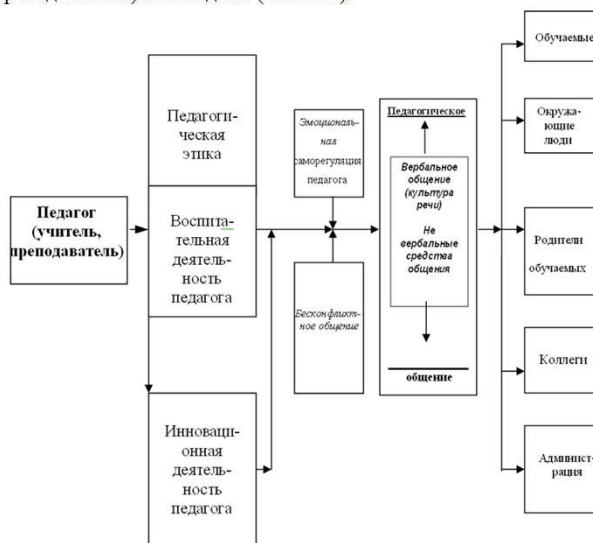 Педагог
(учитель,
преподаватель)
Педагоги-
ческая
этика
Воспита-
тельная
деятель-
ность
педагога
Инноваци-
онная
деятель-
ность
педагога
Эмоциональ-
ная
саморегуляция
педагога
Бесконфликт-
ное общение
Педагогическое
Вербальное
общение
(культура
речи)
Не
вербальные
средства
общения
общение
Обучаемые
Окружа-
ющие
люди
Родители
обучаемых
Коллеги
Админист-
рация